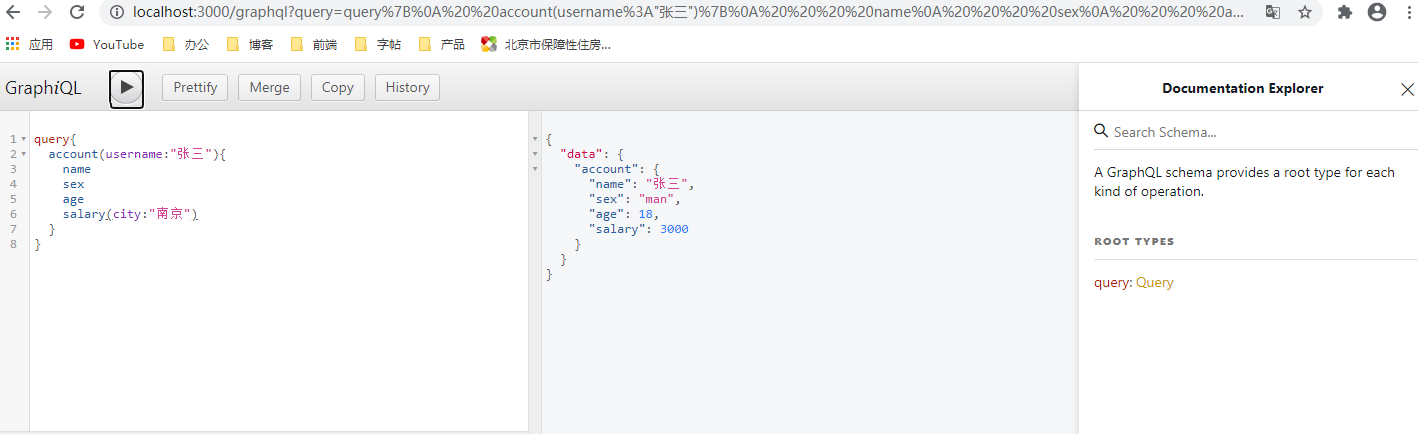 localhost:3000/graphql?query=query%7B%0A%20%20account(username%3A"张三")%7B%0A%20%20%20%20name%0A%20%20%20%20sex%0A%20%20%20%20a...
应用 YouTube 办公 博客 前端 字帖 产品 北京市保障性住房...
GraphiQL Prettify Merge Copy History
1 query{
2 account(username:"张三"){
3 name
4 sex
5 age
6 salary(city:"南京")
7 }
8 }
{
"data": {
"account": {
"name": "张三",
"sex": "man",
"age": 18,
"salary": 3000
}
}
}
Documentation Explorer
Search Schema...
A GraphQL schema provides a root type for each
kind of operation.
ROOT TYPES
query: Query